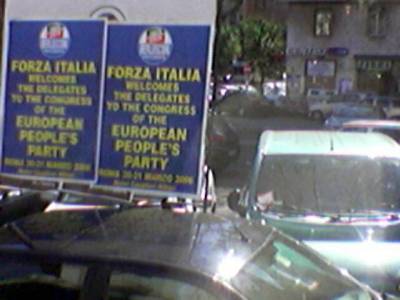 FORZA ITALIA
WELCOMES
THE DELEGATES
TO THE CONGRESS
OF THE
EUROPEAN
PEOPLE'S
PARTY
ROMA 30-31 MARZO 2006
FORZA ITALIA
WELCOMES
THE DELEGATES
TO THE CONGRESS
OF THE
EUROPEAN
PEOPLE'S
PARTY
ROMA 30-31 MARZO 2006